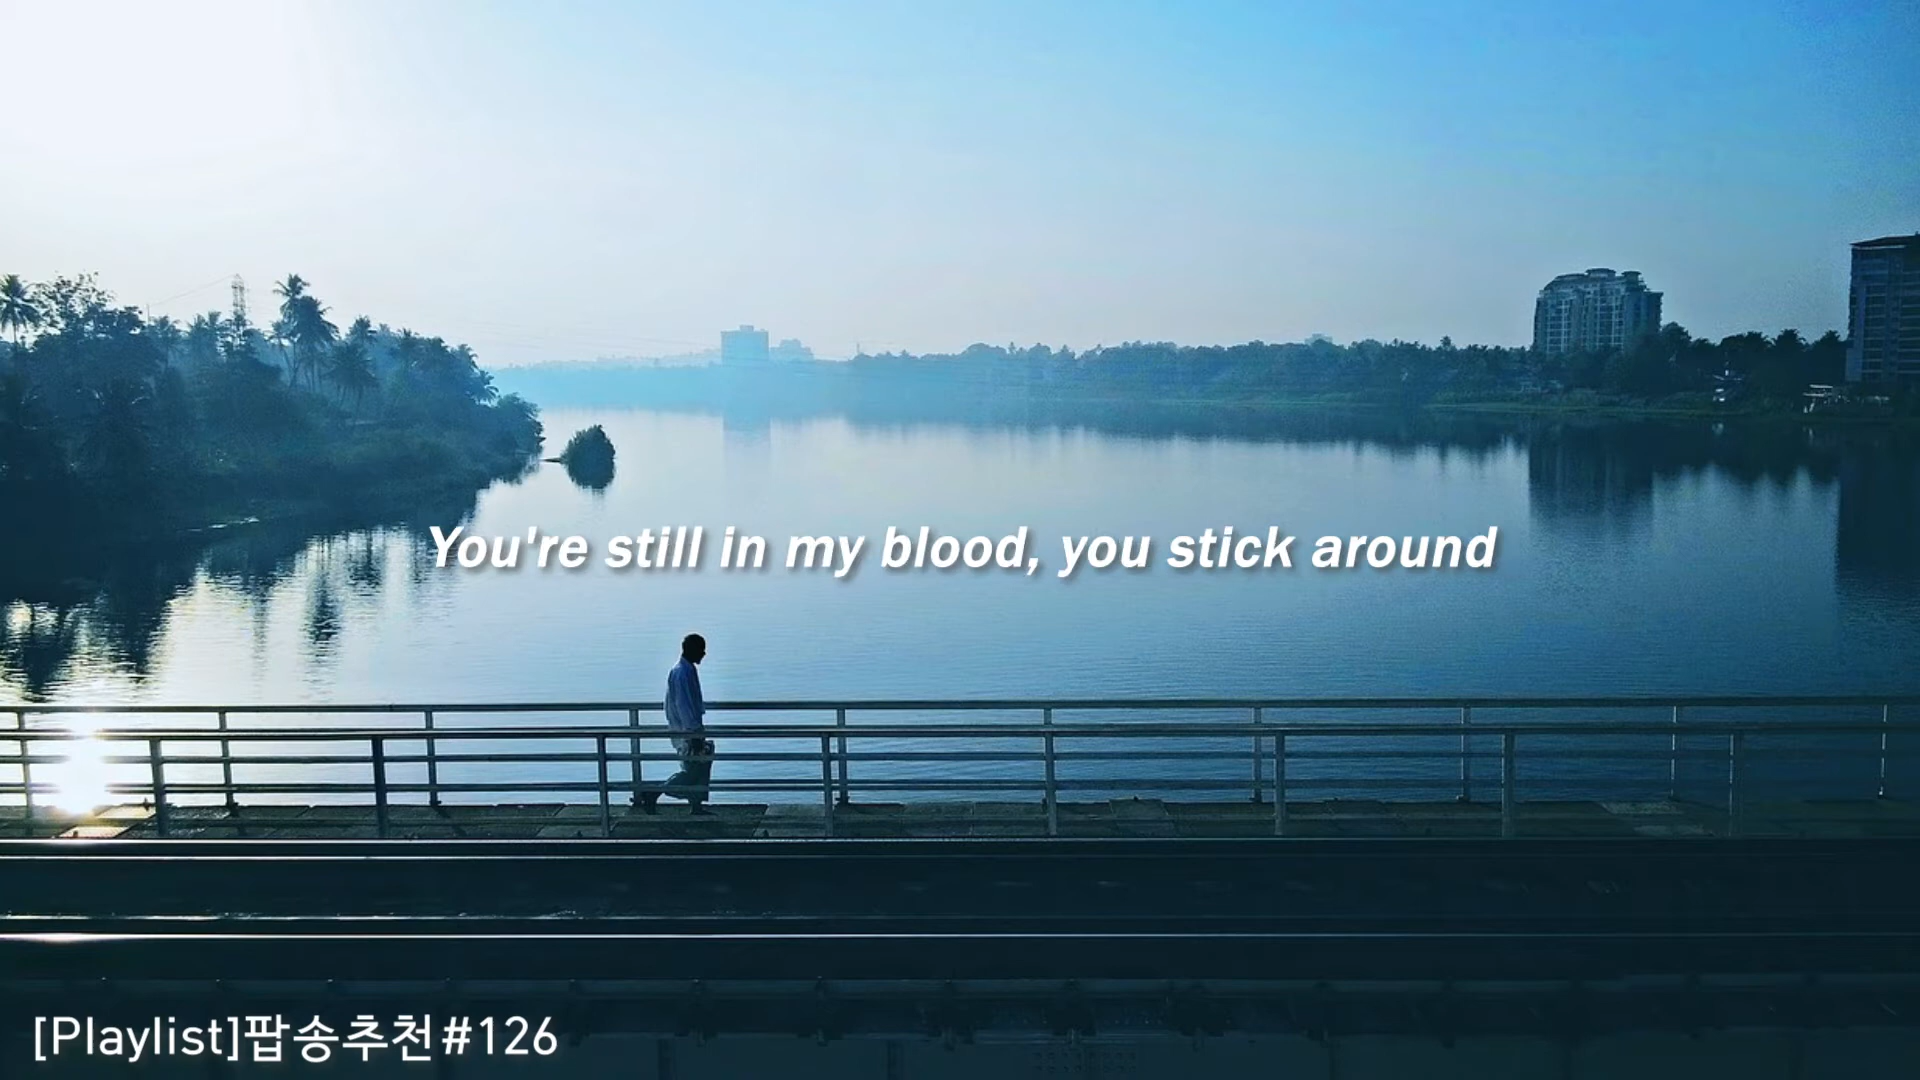 You're still in my blood, you stick around
[Playlist]팝송추천#126